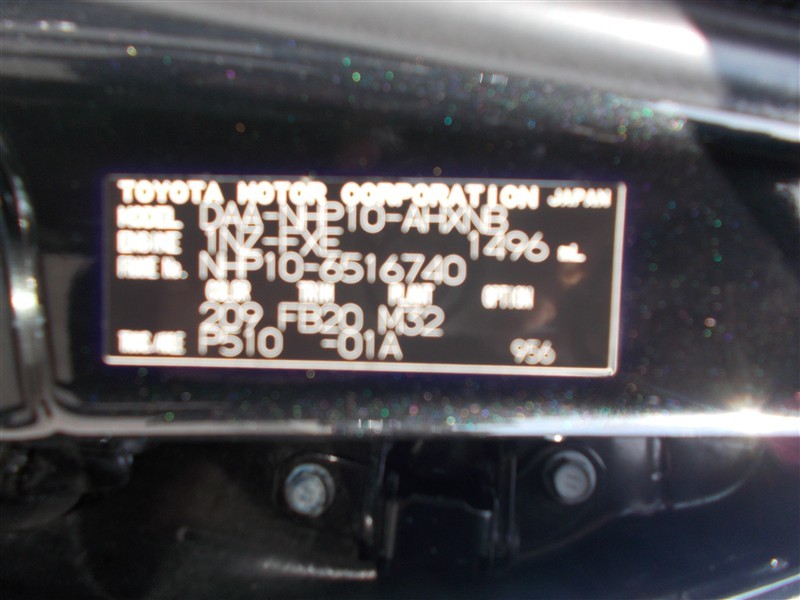 TOYOTA MOTOR CORPORATION JAPAN
MODEL DAA-NHP10-AHXNB
ENGINE 1NZ-FXE 1496 mL
FRAME No. NHP10-6516740
COLOR TRIM PLANT OPTION
209 FB20 M32
TRANS./AXLE P510 -01A 956